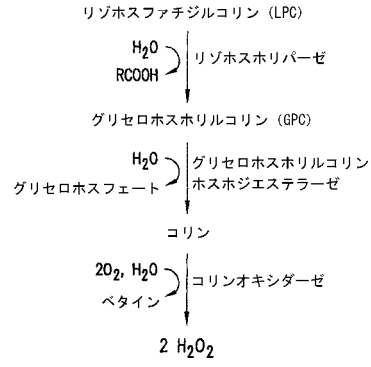 リゾホスファチジルコリン (LPC)
H₂O
リゾホスホリパーゼ
RCOOH
グリセロホスホリルコリン (GPC)
H₂O
グリセロホスホリルコリン
グリセロホスフェート
ホスホジエステラーゼ
コリン
2O₂, H₂O
コリンオキシダーゼ
ベタイン
2 H₂O₂